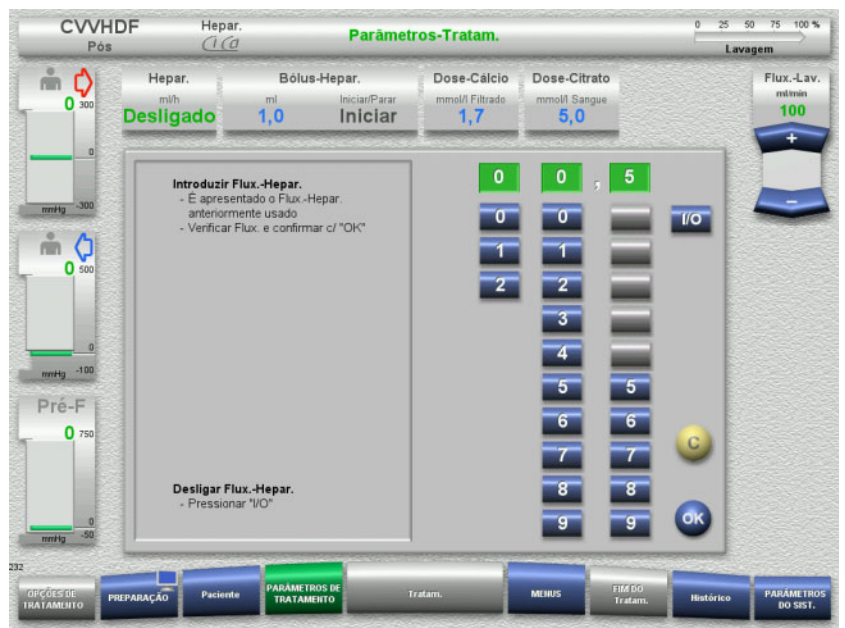 CVVHDF
Pós
Hepar.
CiCa
Parâmetros-Tratam.
0 25 50 75 100 %
Lavagem
0 300
0
mmHg -300
Hepar.
ml/h
Desligado
Bólus-Hepar.
ml Iniciar/Parar
1,0 Iniciar
Dose-Cálcio
mmol/l Filtrado
1,7
Dose-Citrato
mmol/l Sangue
5,0
Flux.-Lav.
ml/min
100
+
−
0 500
0
mmHg -100
Pré-F
0 750
0
mmHg -50
Introduzir Flux.-Hepar.
- É apresentado o Flux.-Hepar.
anteriormente usado
- Verificar Flux. e confirmar c/ "OK"
Desligar Flux.-Hepar.
- Pressionar "I/O"
0 0 , 5
0 0 I/O
1 1
2 2
3
4
5 5
6 6
7 7
C
8 8
9 9
OK
232
OPÇÕES DE
TRATAMENTO
PREPARAÇÃO
Paciente
PARÂMETROS DE
TRATAMENTO
Tratam.
MENUS
FIM DO
Tratam.
Histórico
PARÂMETROS
DO SIST.